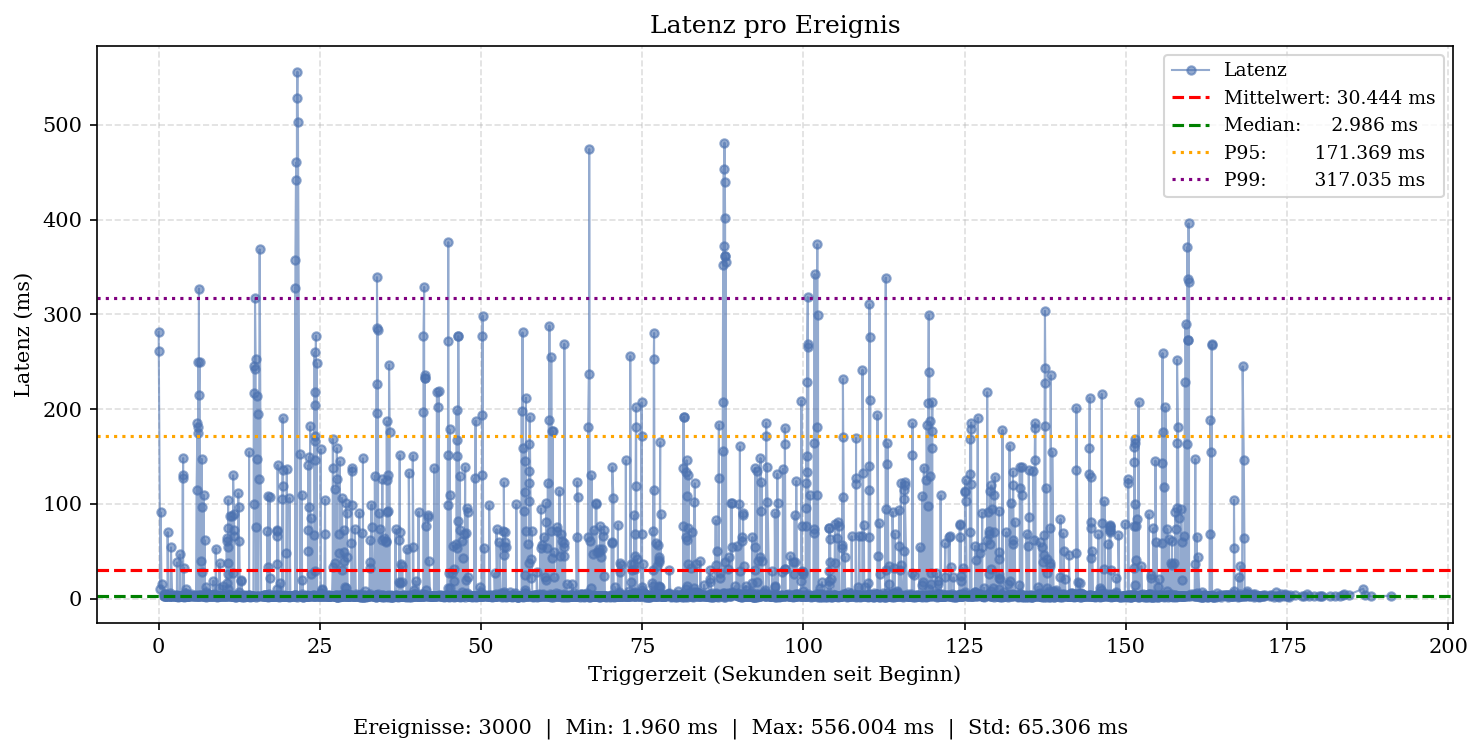 Latenz pro Ereignis
Latenz (ms)
500
400
300
200
100
0
Latenz
Mittelwert: 30.444 ms
Median: 2.986 ms
P95: 171.369 ms
P99: 317.035 ms
0 25 50 75 100 125 150 175 200
Triggerzeit (Sekunden seit Beginn)
Ereignisse: 3000 | Min: 1.960 ms | Max: 556.004 ms | Std: 65.306 ms